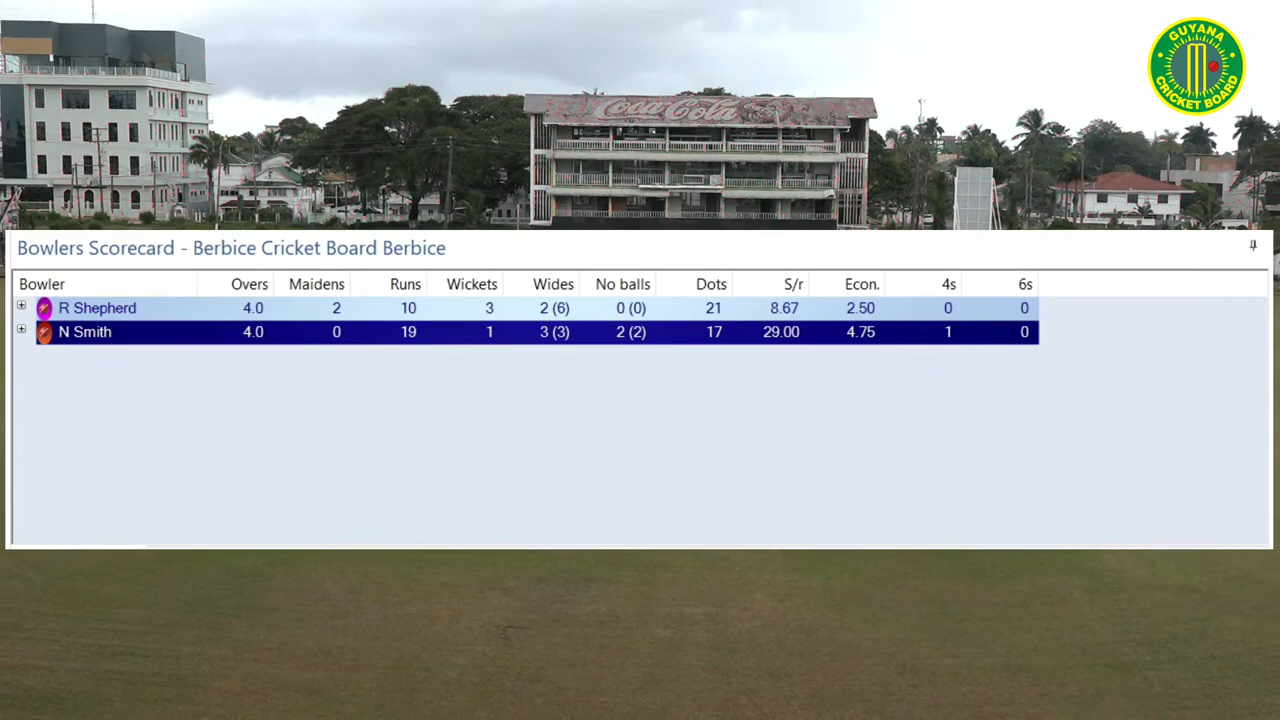 GUYANA
CRICKET BOARD
Coca-Cola
Bowlers Scorecard - Berbice Cricket Board Berbice
Bowler Overs Maidens Runs Wickets Wides No balls Dots S/r Econ. 4s 6s
R Shepherd 4.0 2 10 3 2 (6) 0 (0) 21 8.67 2.50 0 0
N Smith 4.0 0 19 1 3 (3) 2 (2) 17 29.00 4.75 1 0